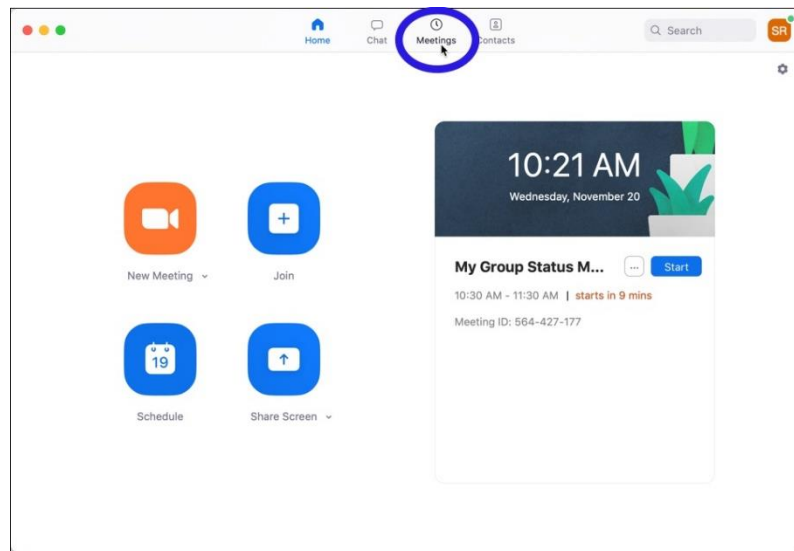 Home
Chat
Meetings
Contacts
Search
SR
10:21 AM
Wednesday, November 20
New Meeting
Join
My Group Status M... ... Start
10:30 AM - 11:30 AM | starts in 9 mins
Meeting ID: 564-427-177
19
Schedule
Share Screen